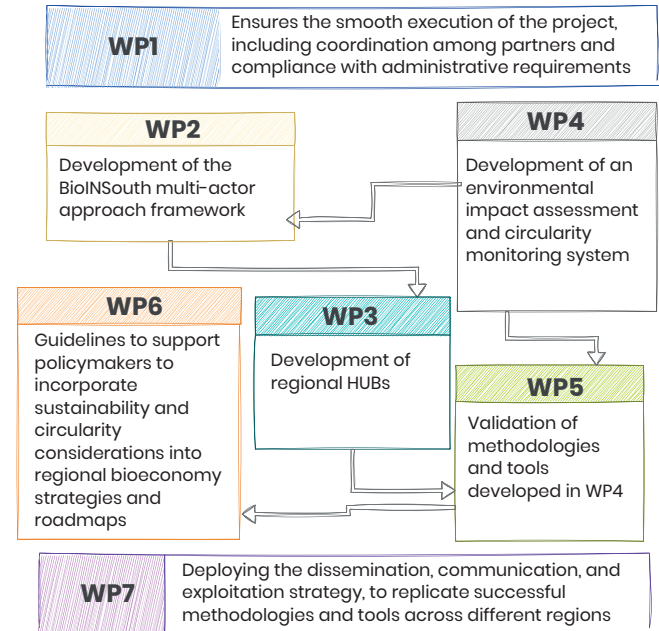 WP1
Ensures the smooth execution of the project,
including coordination among partners and
compliance with administrative requirements
WP2
Development of the
BioINSouth multi-actor
approach framework
WP4
Development of an
environmental
impact assessment
and circularity
monitoring system
WP6
Guidelines to support
policymakers to
incorporate
sustainability and
circularity
considerations into
regional bioeconomy
strategies and
roadmaps
WP3
Development of
regional HUBs
WP5
Validation of
methodologies
and tools
developed in WP4
WP7
Deploying the dissemination, communication, and
exploitation strategy, to replicate successful
methodologies and tools across different regions